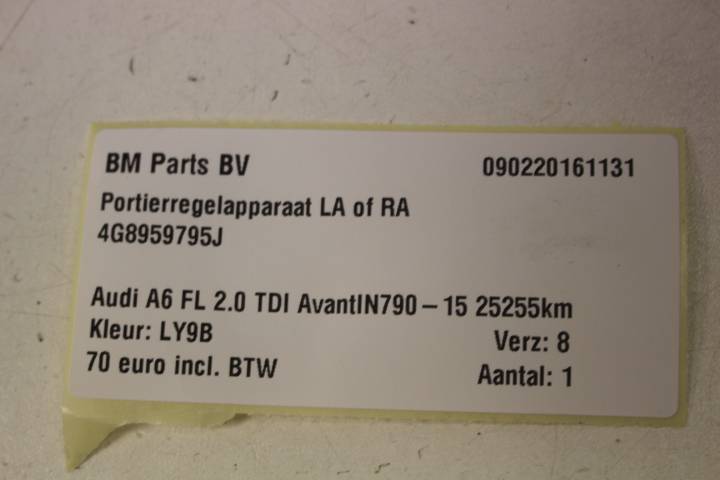 BM Parts BV 090220161131
Portierregelapparaat LA of RA
4G8959795J
Audi A6 FL 2.0 TDI AvantIN790-15 25255km
Kleur: LY9B Verz: 8
70 euro incl. BTW Aantal: 1